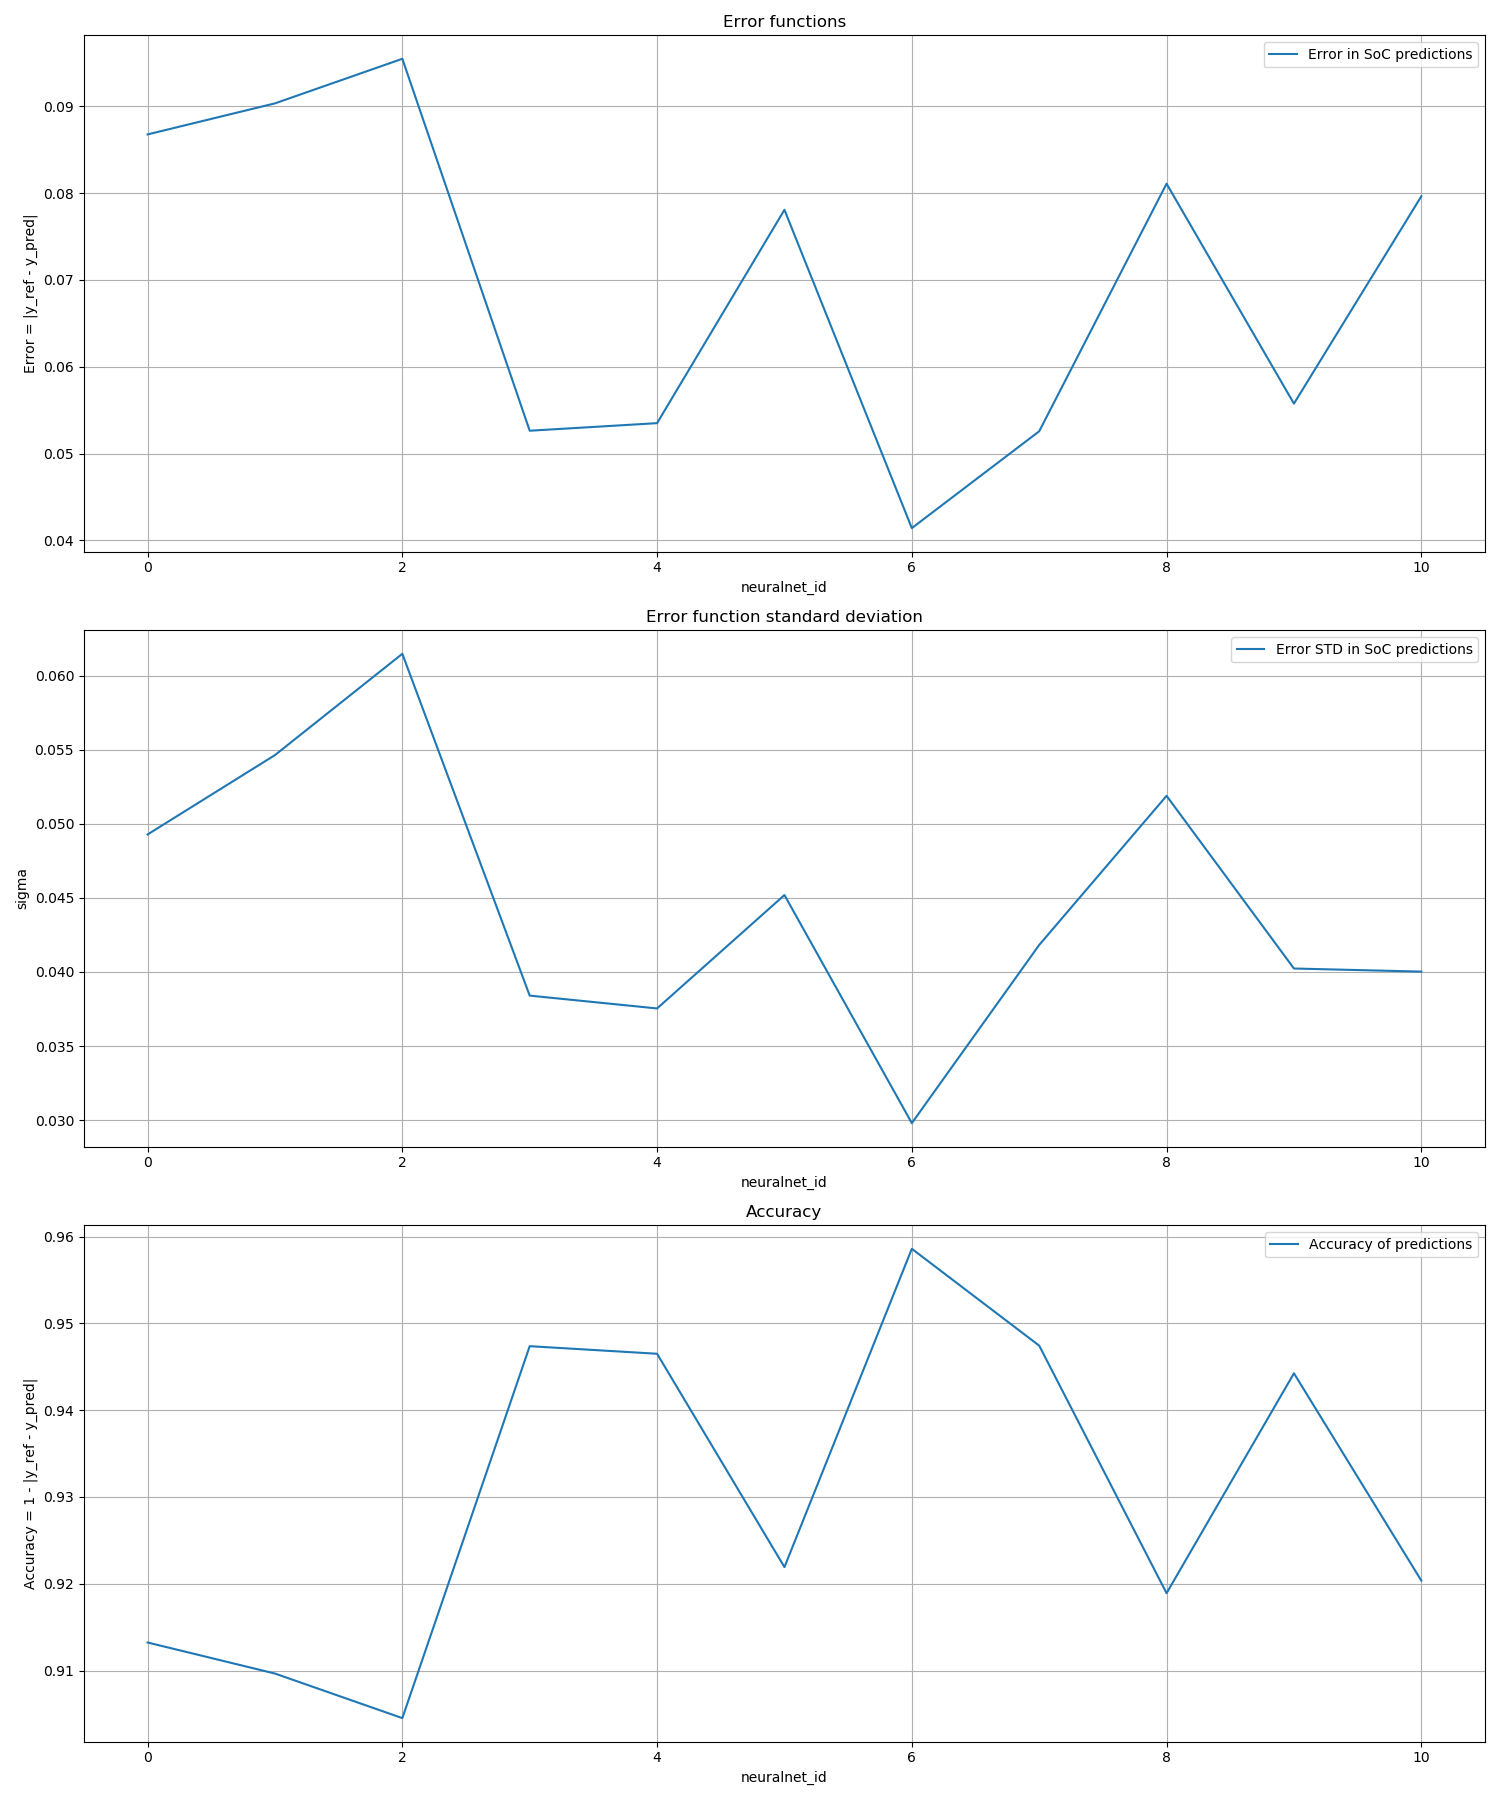 Error functions
Error in SoC predictions
0.09
0.08
0.07
0.06
0.05
0.04
Error = |y_ref - y_pred|
0 2 4 6 8 10
neuralnet_id
Error function standard deviation
Error STD in SoC predictions
0.060
0.055
0.050
0.045
0.040
0.035
0.030
sigma
0 2 4 6 8 10
neuralnet_id
Accuracy
Accuracy of predictions
0.96
0.95
0.94
0.93
0.92
0.91
Accuracy = 1 - |y_ref - y_pred|
0 2 4 6 8 10
neuralnet_id